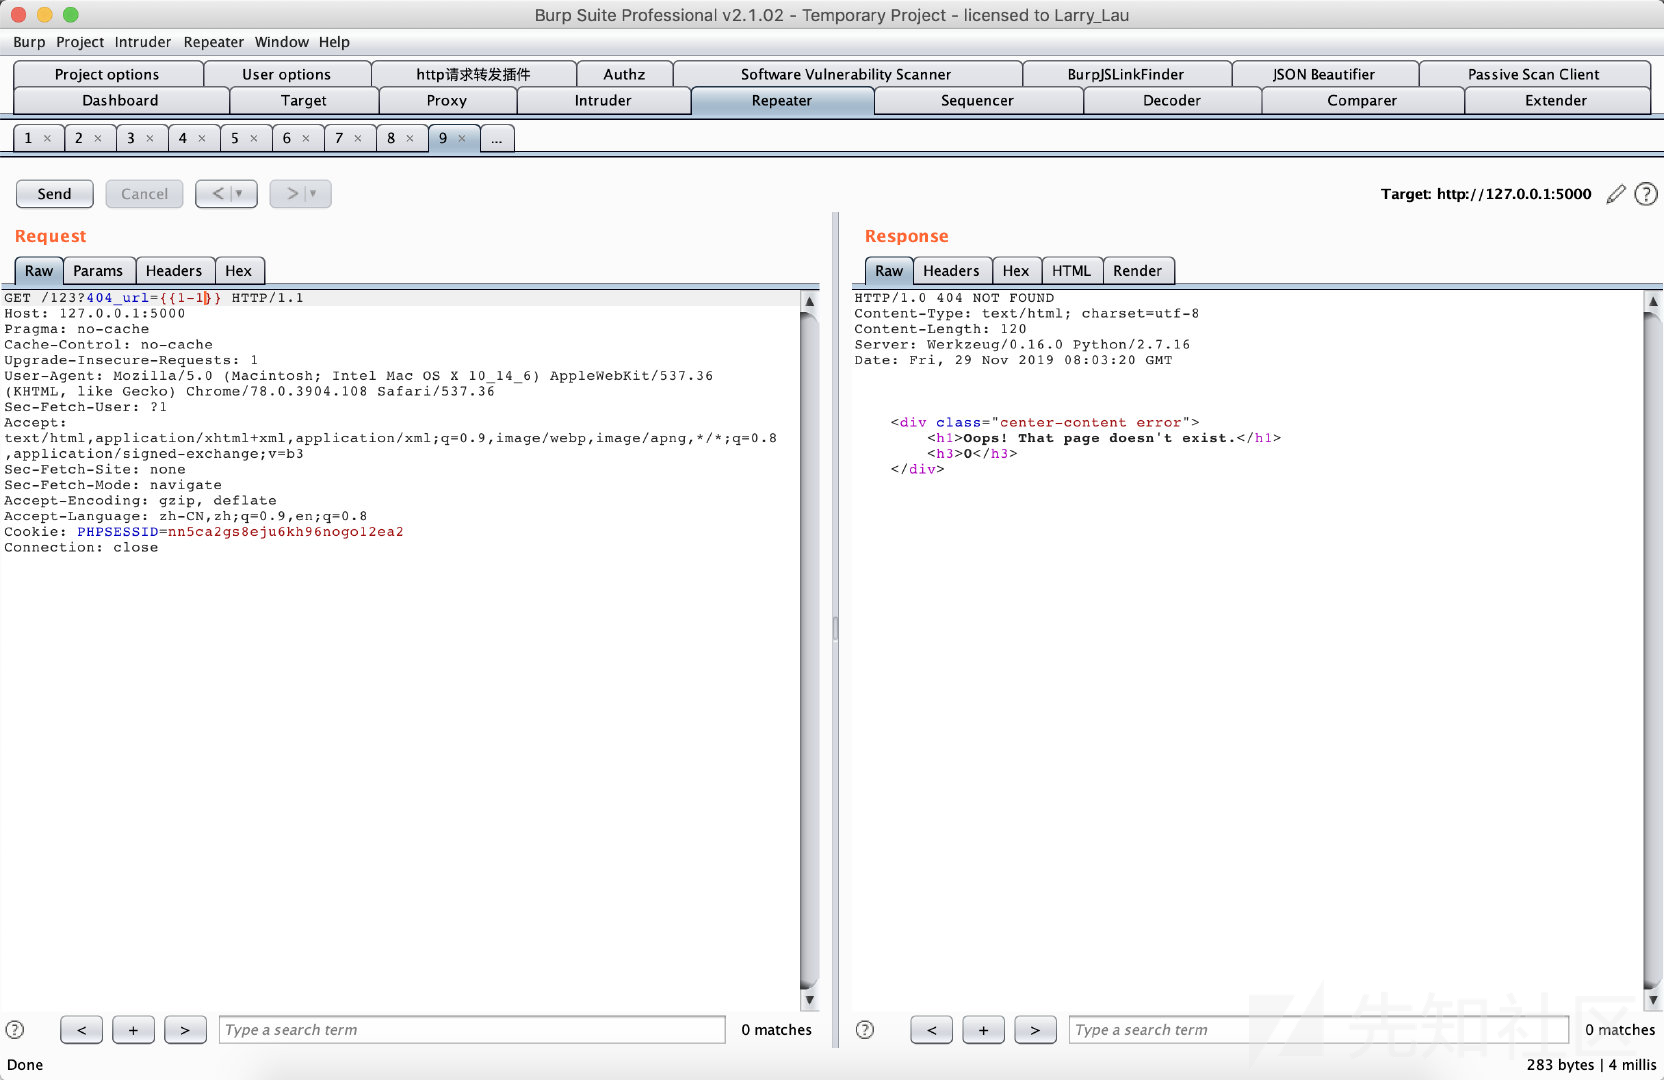 Burp Suite Professional v2.1.02 - Temporary Project - licensed to Larry_Lau
Burp Project Intruder Repeater Window Help
Project options User options http请求转发插件 Authz Software Vulnerability Scanner BurpJSLinkFinder JSON Beautifier Passive Scan Client
Dashboard Target Proxy Intruder Repeater Sequencer Decoder Comparer Extender
1 × 2 × 3 × 4 × 5 × 6 × 7 × 8 × 9 × ...
Send Cancel < | ▼ > | ▼ Target: http://127.0.0.1:5000 ?
Request
Raw Params Headers Hex
GET /123?404_url={{1-1}} HTTP/1.1
Host: 127.0.0.1:5000
Pragma: no-cache
Cache-Control: no-cache
Upgrade-Insecure-Requests: 1
User-Agent: Mozilla/5.0 (Macintosh; Intel Mac OS X 10_14_6) AppleWebKit/537.36
(KHTML, like Gecko) Chrome/78.0.3904.108 Safari/537.36
Sec-Fetch-User: ?1
Accept:
text/html,application/xhtml+xml,application/xml;q=0.9,image/webp,image/apng,*/*;q=0.8
,application/signed-exchange;v=b3
Sec-Fetch-Site: none
Sec-Fetch-Mode: navigate
Accept-Encoding: gzip, deflate
Accept-Language: zh-CN,zh;q=0.9,en;q=0.8
Cookie: PHPSESSID=nn5ca2gs8eju6kh96nogo12ea2
Connection: close
? < + > Type a search term 0 matches
Response
Raw Headers Hex HTML Render
HTTP/1.0 404 NOT FOUND
Content-Type: text/html; charset=utf-8
Content-Length: 120
Server: Werkzeug/0.16.0 Python/2.7.16
Date: Fri, 29 Nov 2019 08:03:20 GMT
<div class="center-content error">
<h1>Oops! That page doesn't exist.</h1>
<h3>0</h3>
</div>
? < + > Type a search term 0 matches
先知社区
Done
283 bytes | 4 millis